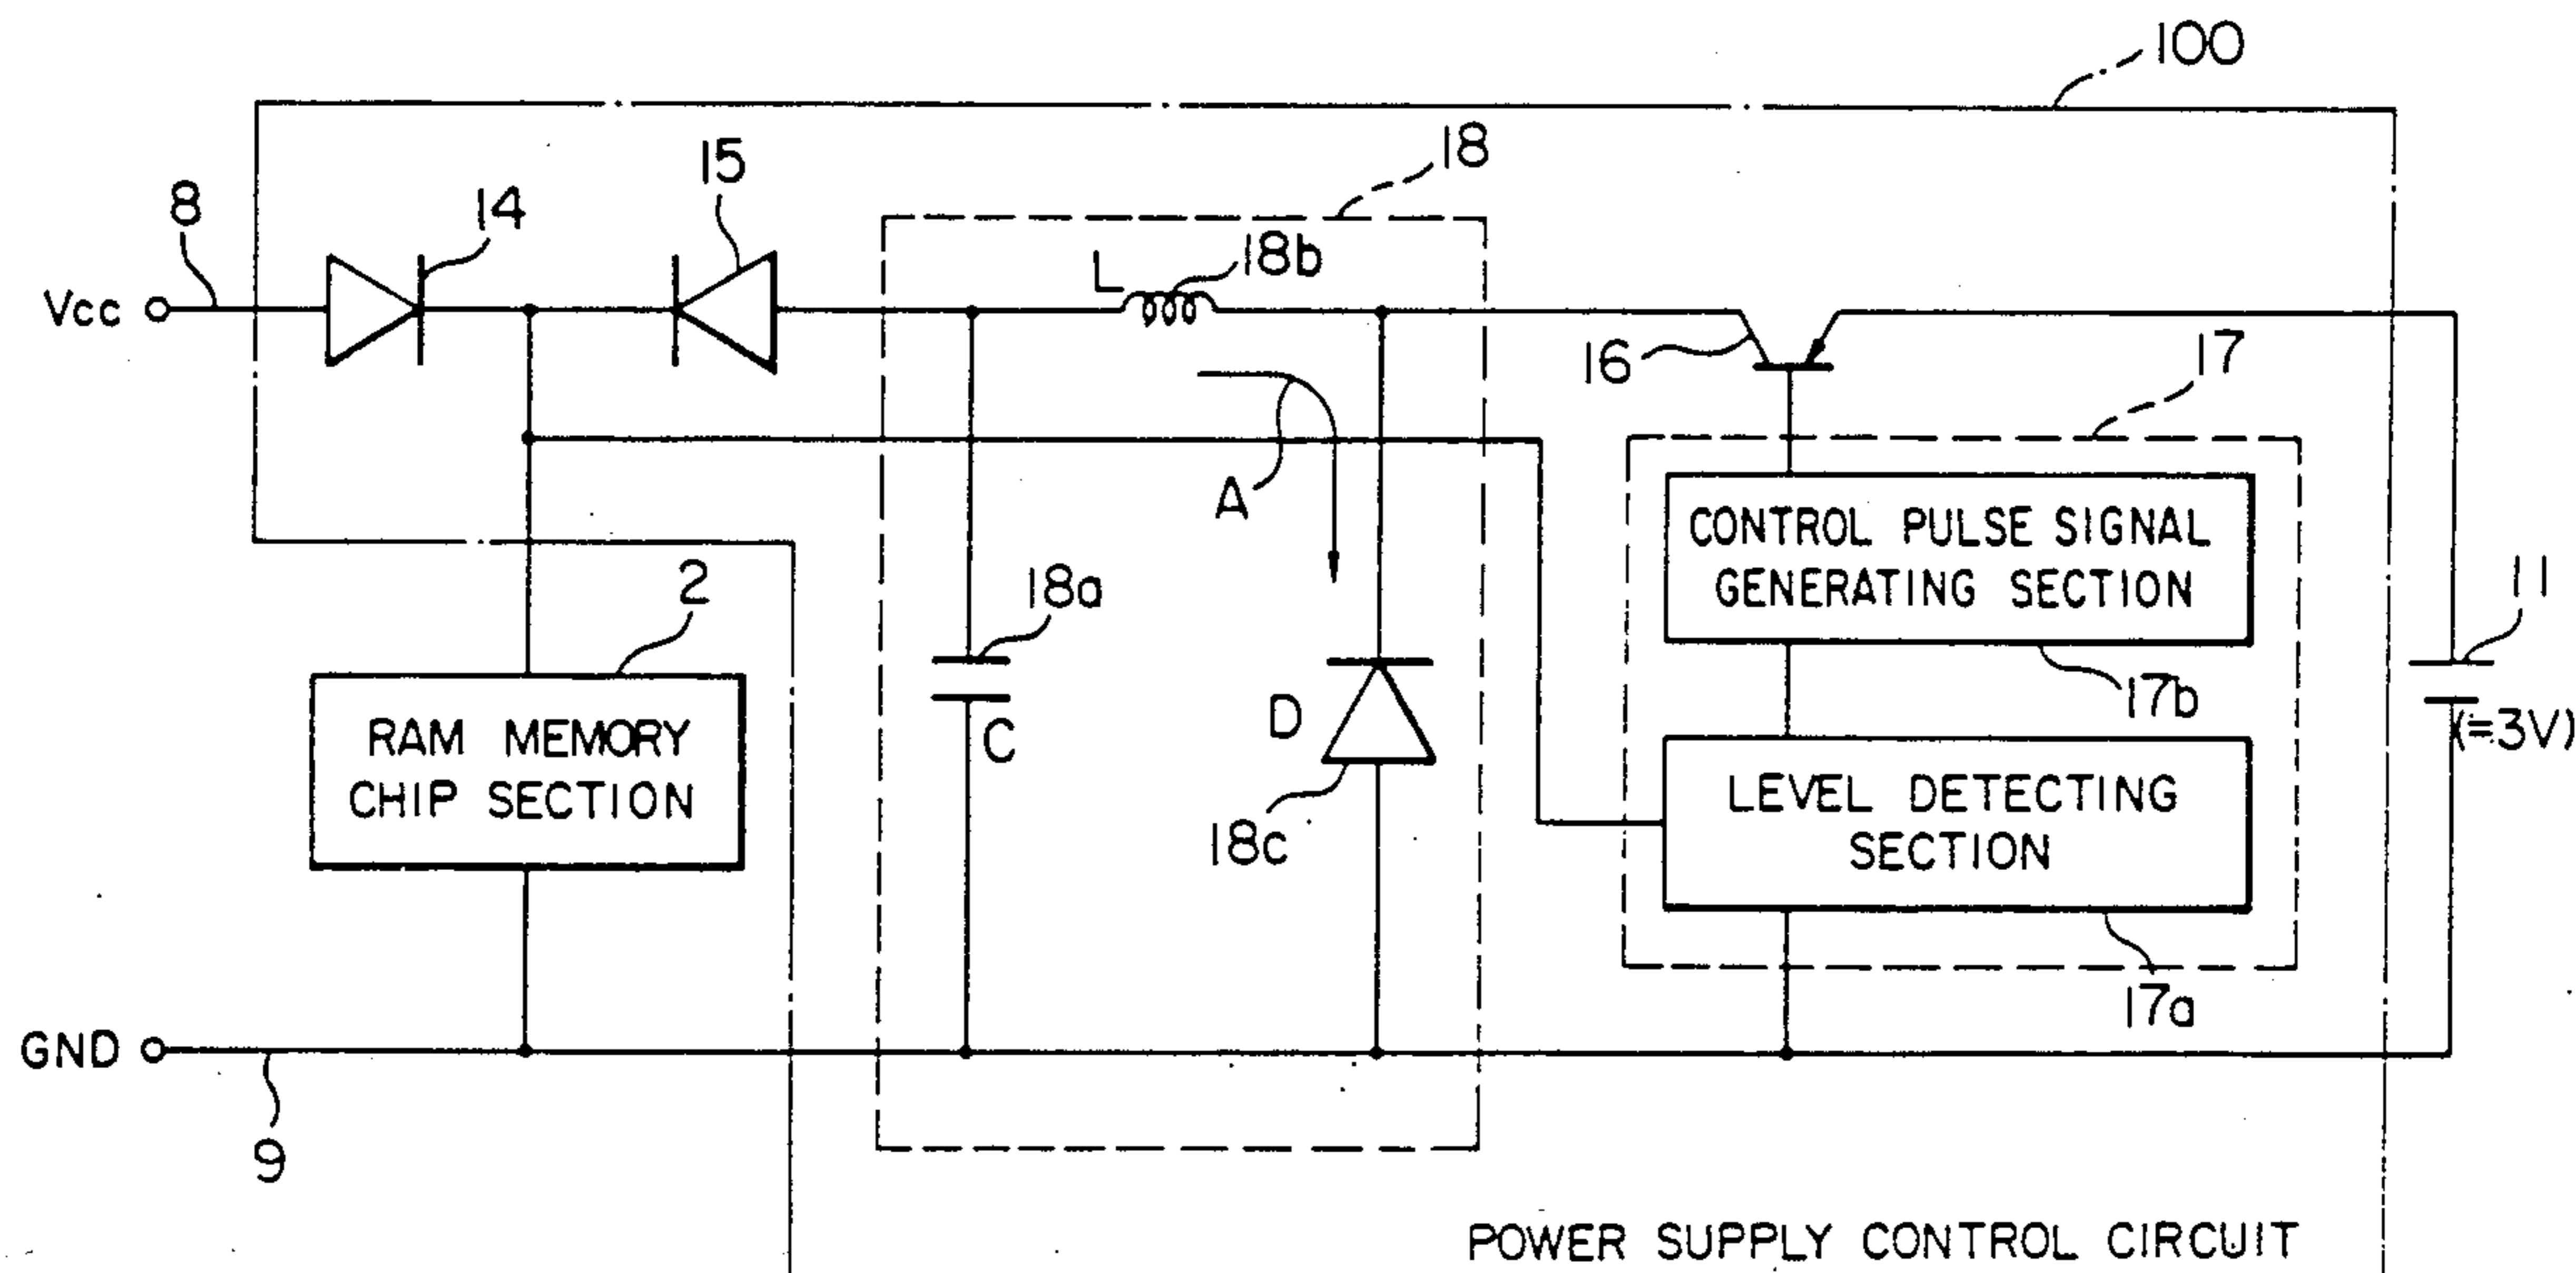 100
18
15
14
8
Vcc
L
18b
16
17
A
CONTROL PULSE SIGNAL
GENERATING SECTION
11
2
18a
17b
(=3V)
RAM MEMORY
CHIP SECTION
C
D
LEVEL DETECTING
SECTION
18c
17a
GND
9
POWER SUPPLY CONTROL CIRCUIT